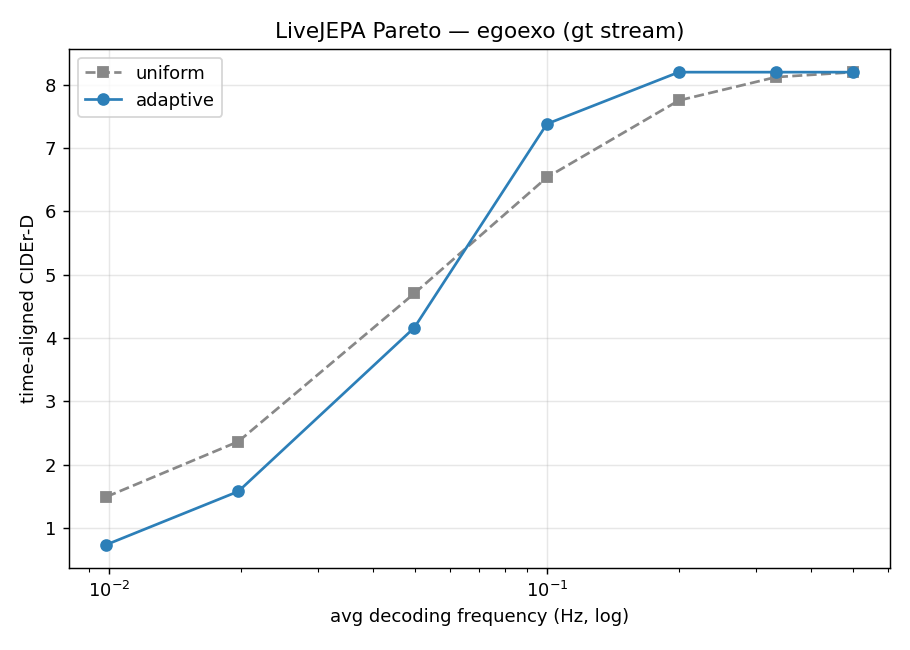 LiveJEPA Pareto — egoexo (gt stream)
uniform
adaptive
8
7
6
5
4
3
2
1
time-aligned CIDEr-D
10⁻²
10⁻¹
avg decoding frequency (Hz, log)